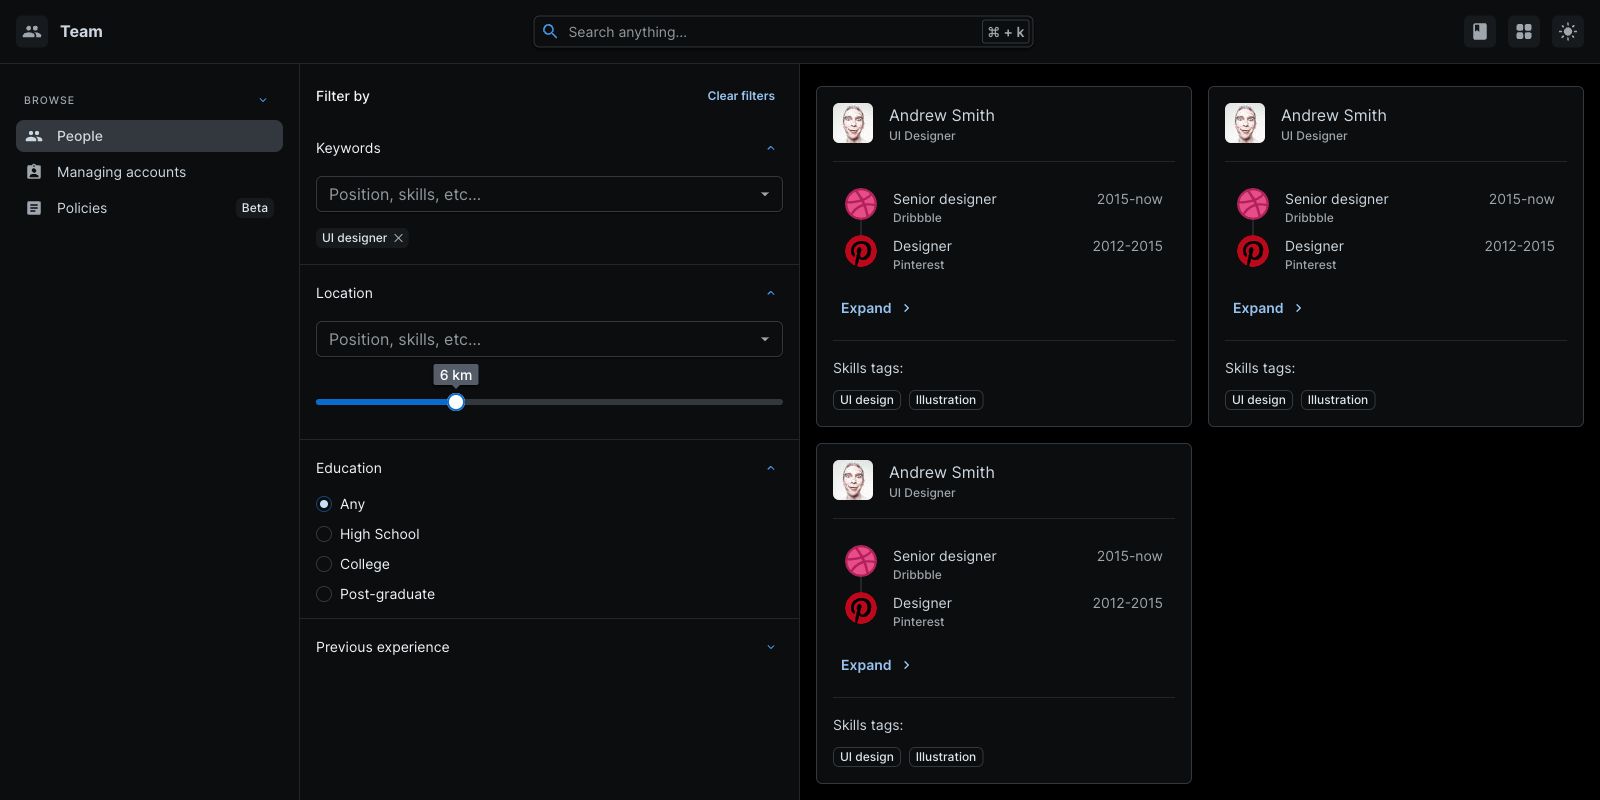 Team
Search anything...
⌘ + k
BROWSE
People
Managing accounts
Policies
Beta
Filter by
Clear filters
Keywords
Position, skills, etc...
UI designer
Location
Position, skills, etc...
6 km
Education
Any
High School
College
Post-graduate
Previous experience
Andrew Smith
UI Designer
Senior designer
2015-now
Dribbble
Designer
2012-2015
Pinterest
Expand
Skills tags:
UI design
Illustration
Andrew Smith
UI Designer
Senior designer
2015-now
Dribbble
Designer
2012-2015
Pinterest
Expand
Skills tags:
UI design
Illustration
Andrew Smith
UI Designer
Senior designer
2015-now
Dribbble
Designer
2012-2015
Pinterest
Expand
Skills tags:
UI design
Illustration